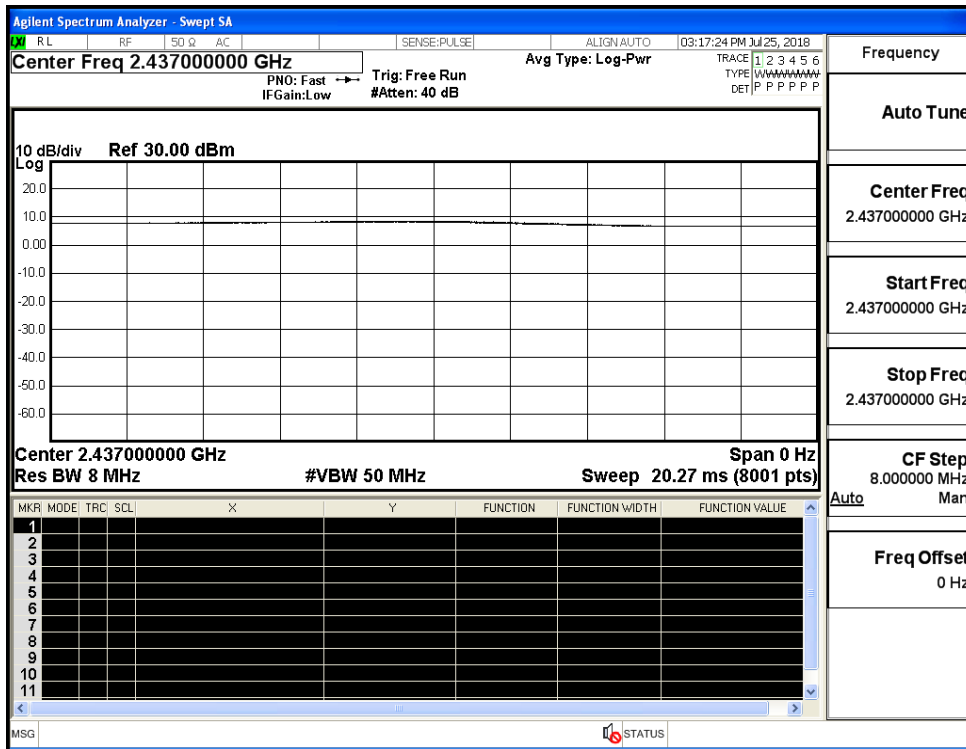 Agilent Spectrum Analyzer - Swept SA
LXI RL RF 50 Ω AC SENSE:PULSE ALIGN AUTO 03:17:24 PM Jul 25, 2018
Center Freq 2.437000000 GHz
PNO: Fast
IFGain:Low
Trig: Free Run
#Atten: 40 dB
Avg Type: Log-Pwr
TRACE 1 2 3 4 5 6
TYPE WWWWWW
DET P P P P P P
10 dB/div Ref 30.00 dBm
Log
20.0
10.0
0.00
-10.0
-20.0
-30.0
-40.0
-50.0
-60.0
Center 2.437000000 GHz Span 0 Hz
Res BW 8 MHz #VBW 50 MHz Sweep 20.27 ms (8001 pts)
MKR MODE TRC SCL X Y FUNCTION FUNCTION WIDTH FUNCTION VALUE
1
2
3
4
5
6
7
8
9
10
11
MSG STATUS
Frequency
Auto Tune
Center Freq
2.437000000 GHz
Start Freq
2.437000000 GHz
Stop Freq
2.437000000 GHz
CF Step
8.000000 MHz
Auto Man
Freq Offset
0 Hz